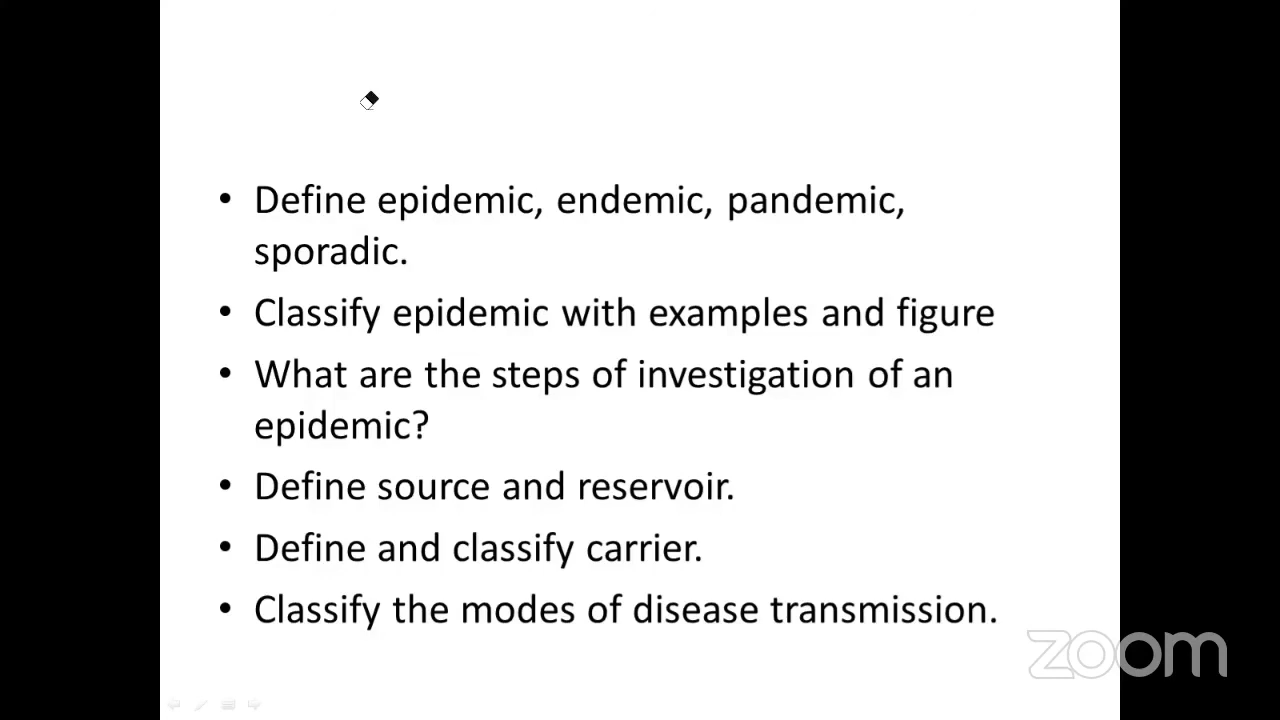 • Define epidemic, endemic, pandemic,
sporadic.
• Classify epidemic with examples and figure
• What are the steps of investigation of an
epidemic?
• Define source and reservoir.
• Define and classify carrier.
• Classify the modes of disease transmission.
zoom